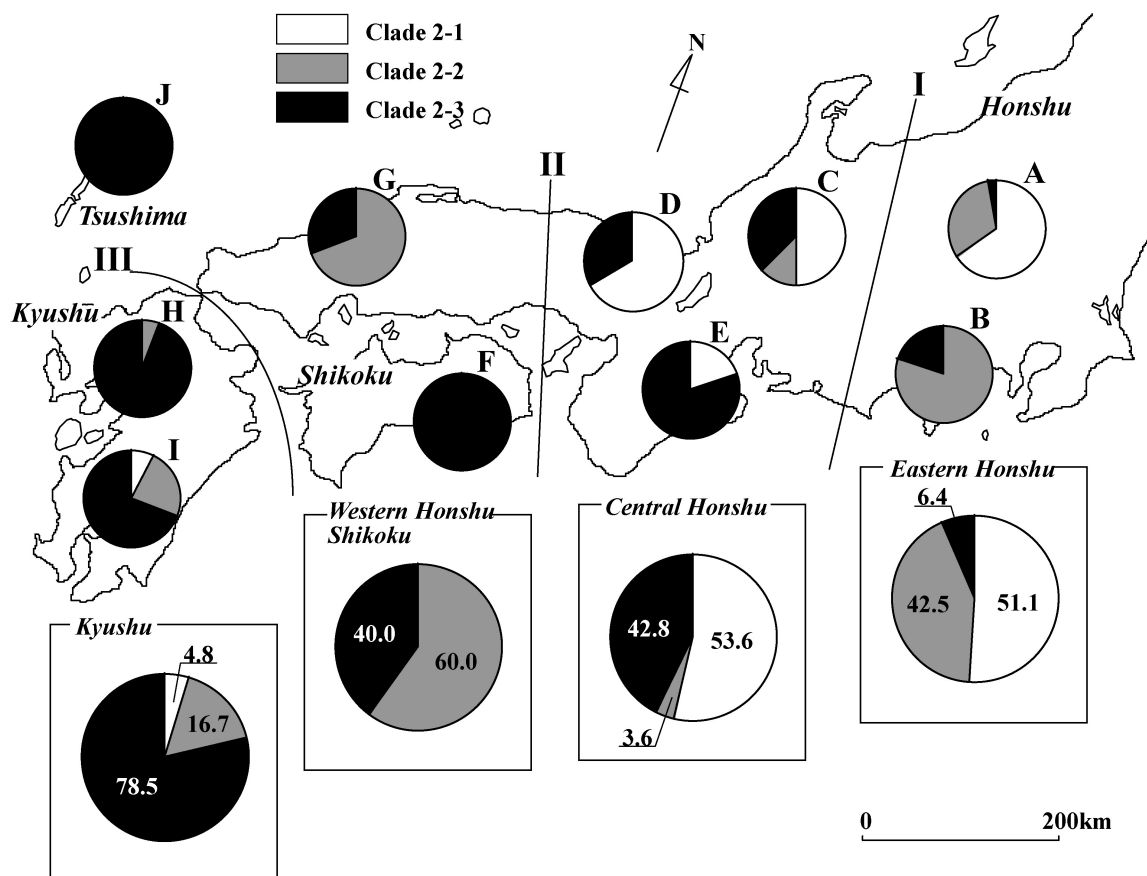 Clade 2-1
Clade 2-2
Clade 2-3
N
I
Honshu
J
Tsushima
G
II
D
C
A
III
Kyushū
H
Shikoku
F
E
B
I
Eastern Honshu
6.4
42.5
51.1
Central Honshu
42.8
53.6
3.6
Western Honshu
Shikoku
40.0
60.0
Kyushu
4.8
16.7
78.5
0 200km